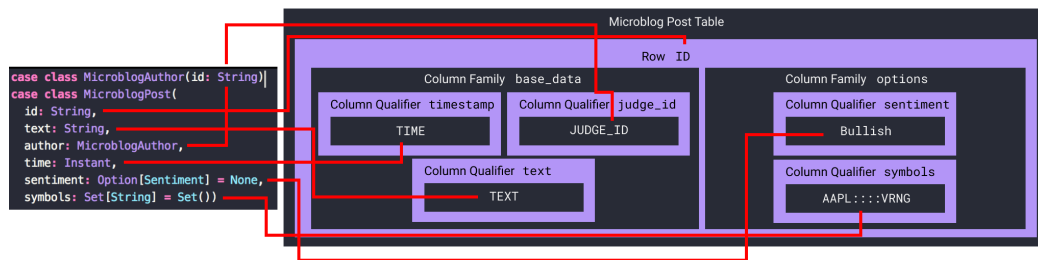 case class MicroblogAuthor(id: String)
case class MicroblogPost(
id: String,
text: String,
author: MicroblogAuthor,
time: Instant,
sentiment: Option[Sentiment] = None,
symbols: Set[String] = Set())
Microblog Post Table
Row ID
Column Family base_data
Column Qualifier timestamp
TIME
Column Qualifier judge_id
JUDGE_ID
Column Qualifier text
TEXT
Column Family options
Column Qualifier sentiment
Bullish
Column Qualifier symbols
AAPL::::VRNG